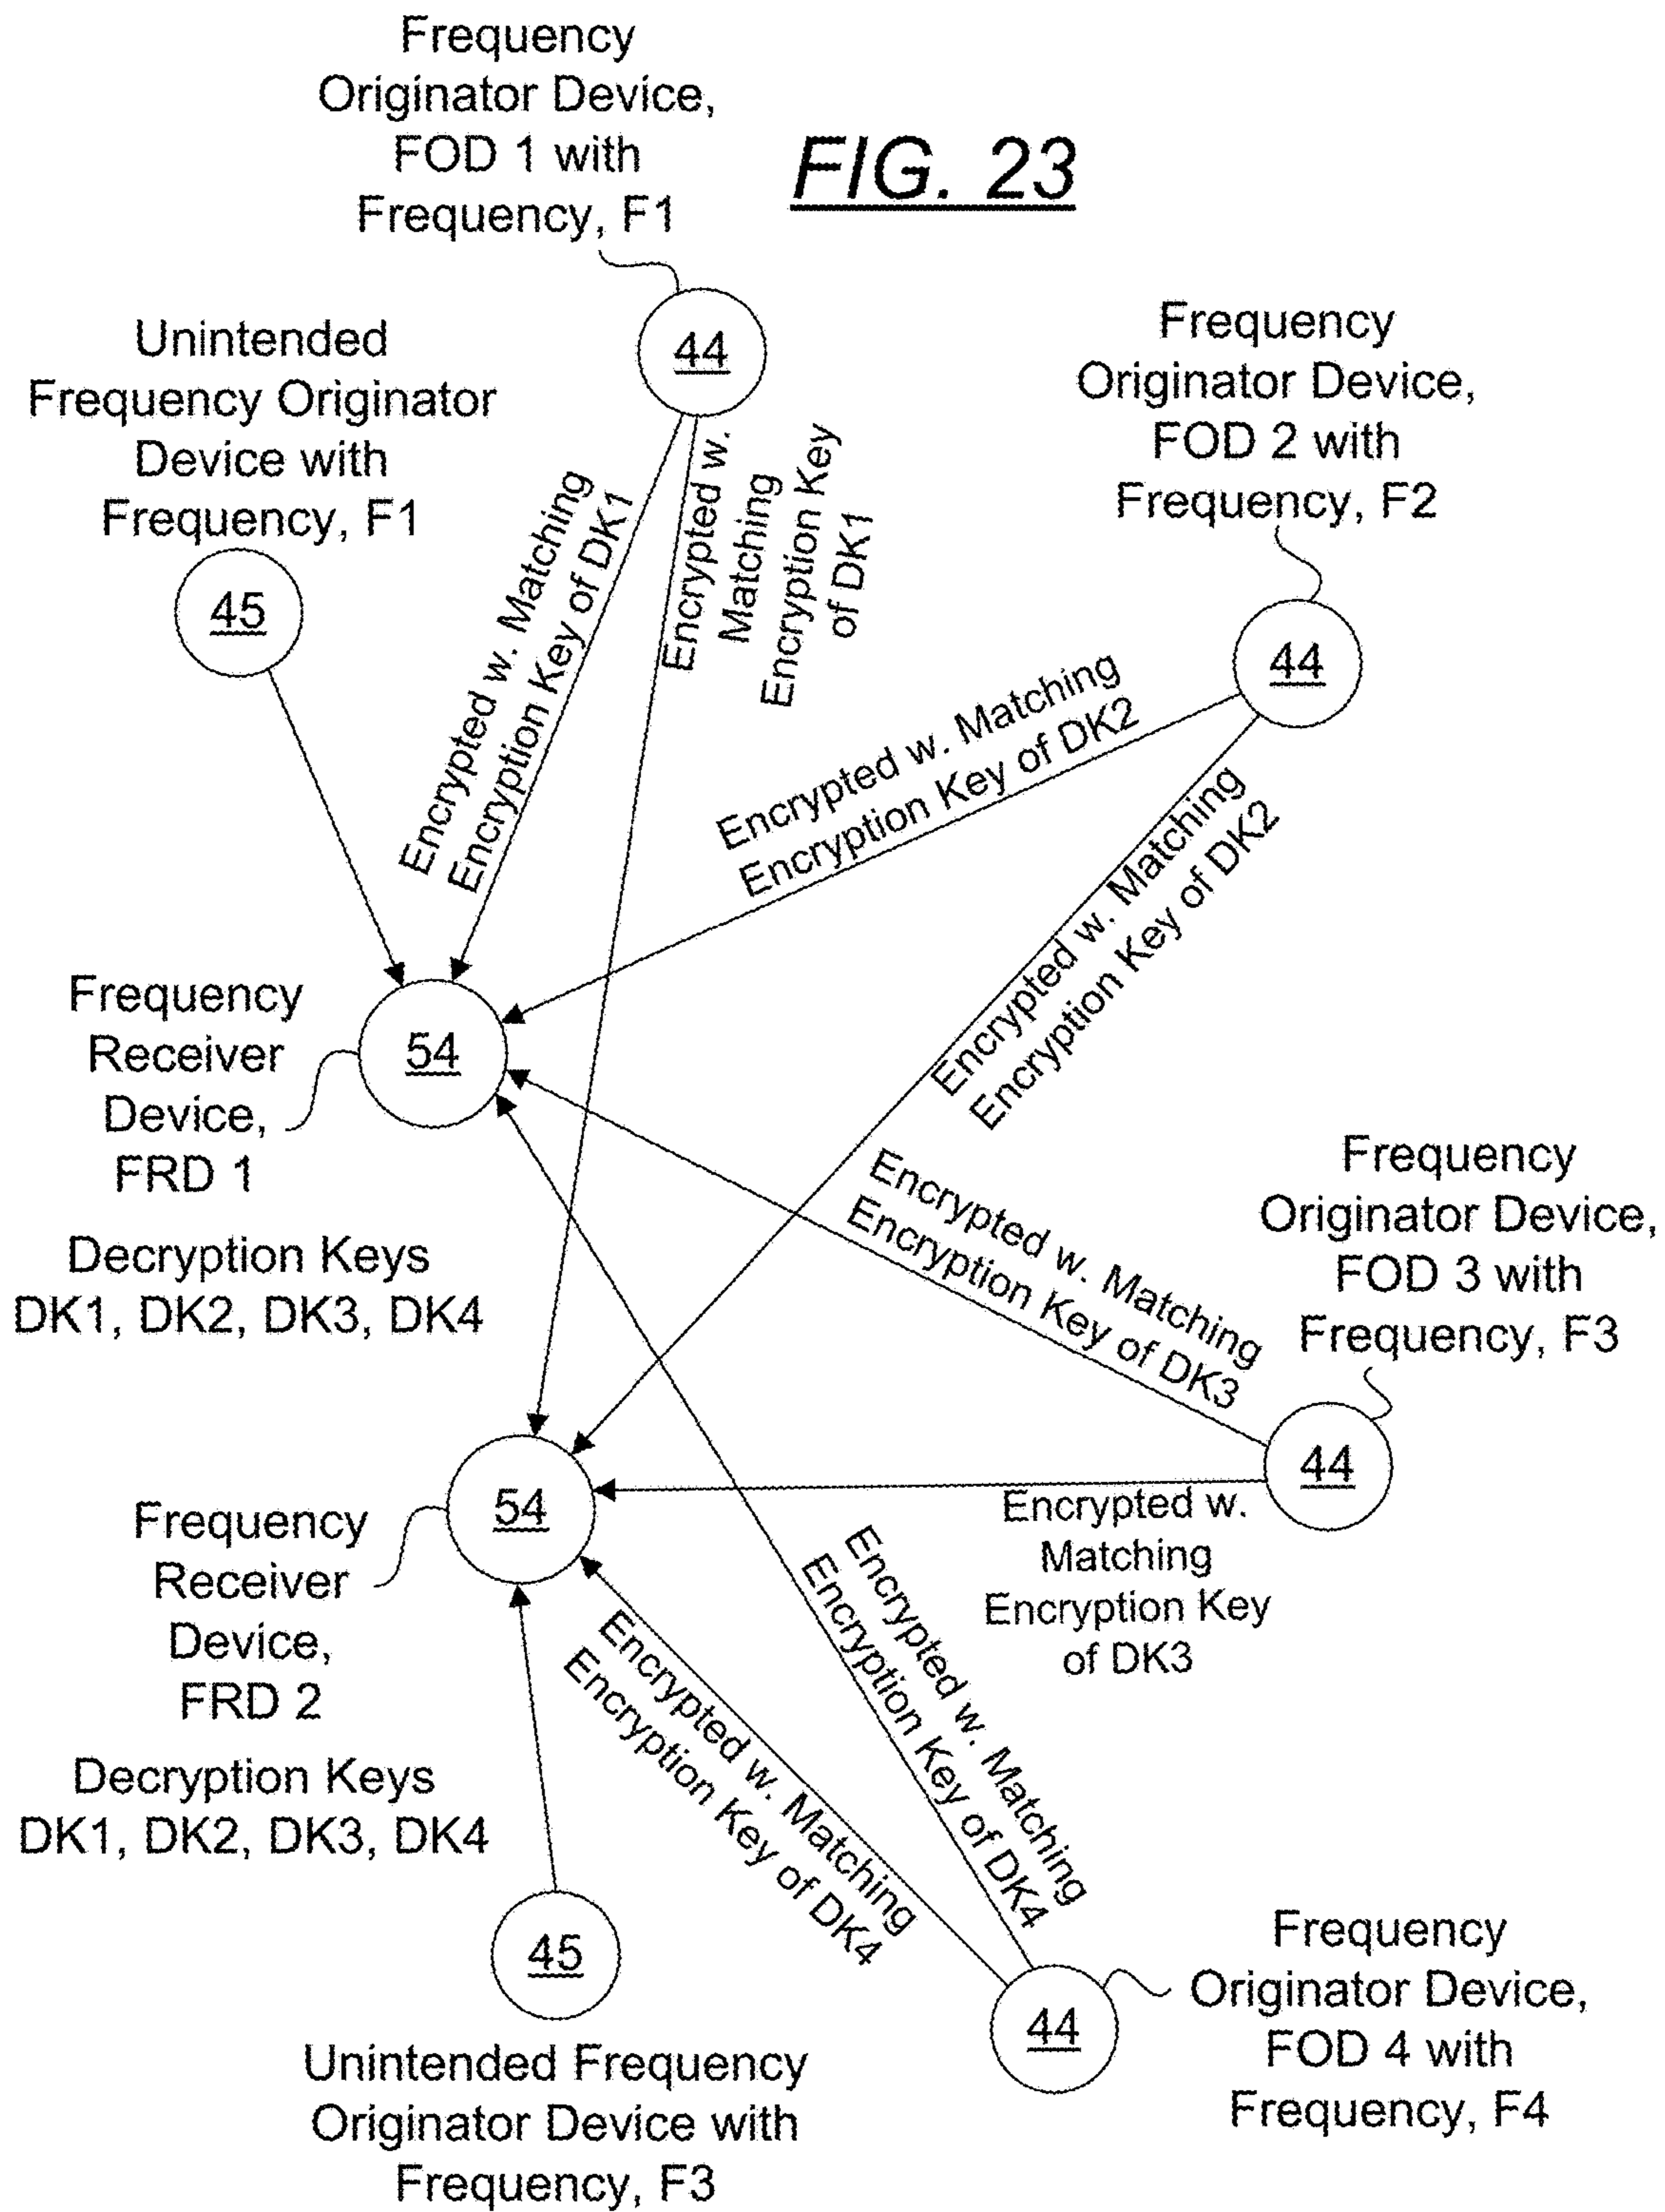 Frequency
Originator Device,
FOD 1 with
Frequency, F1
FIG. 23
44
Unintended
Frequency Originator
Device with
Frequency, F1
45
Frequency
Originator Device,
FOD 2 with
Frequency, F2
44
Encrypted w. Matching
Encryption Key of DK1
Encrypted w.
Matching
Encryption Key
of DK1
Encrypted w. Matching
Encryption Key of DK2
Encrypted w. Matching
Encryption Key of DK2
Frequency
Receiver
Device,
FRD 1
54
Decryption Keys
DK1, DK2, DK3, DK4
Encrypted w. Matching
Encryption Key of DK3
Frequency
Originator Device,
FOD 3 with
Frequency, F3
44
Encrypted w.
Matching
Encryption Key
of DK3
54
Frequency
Receiver
Device,
FRD 2
Decryption Keys
DK1, DK2, DK3, DK4
Encrypted w. Matching
Encryption Key of DK4
Encrypted w. Matching
Encryption Key of DK4
45
Unintended Frequency
Originator Device with
Frequency, F3
44
Frequency
Originator Device,
FOD 4 with
Frequency, F4